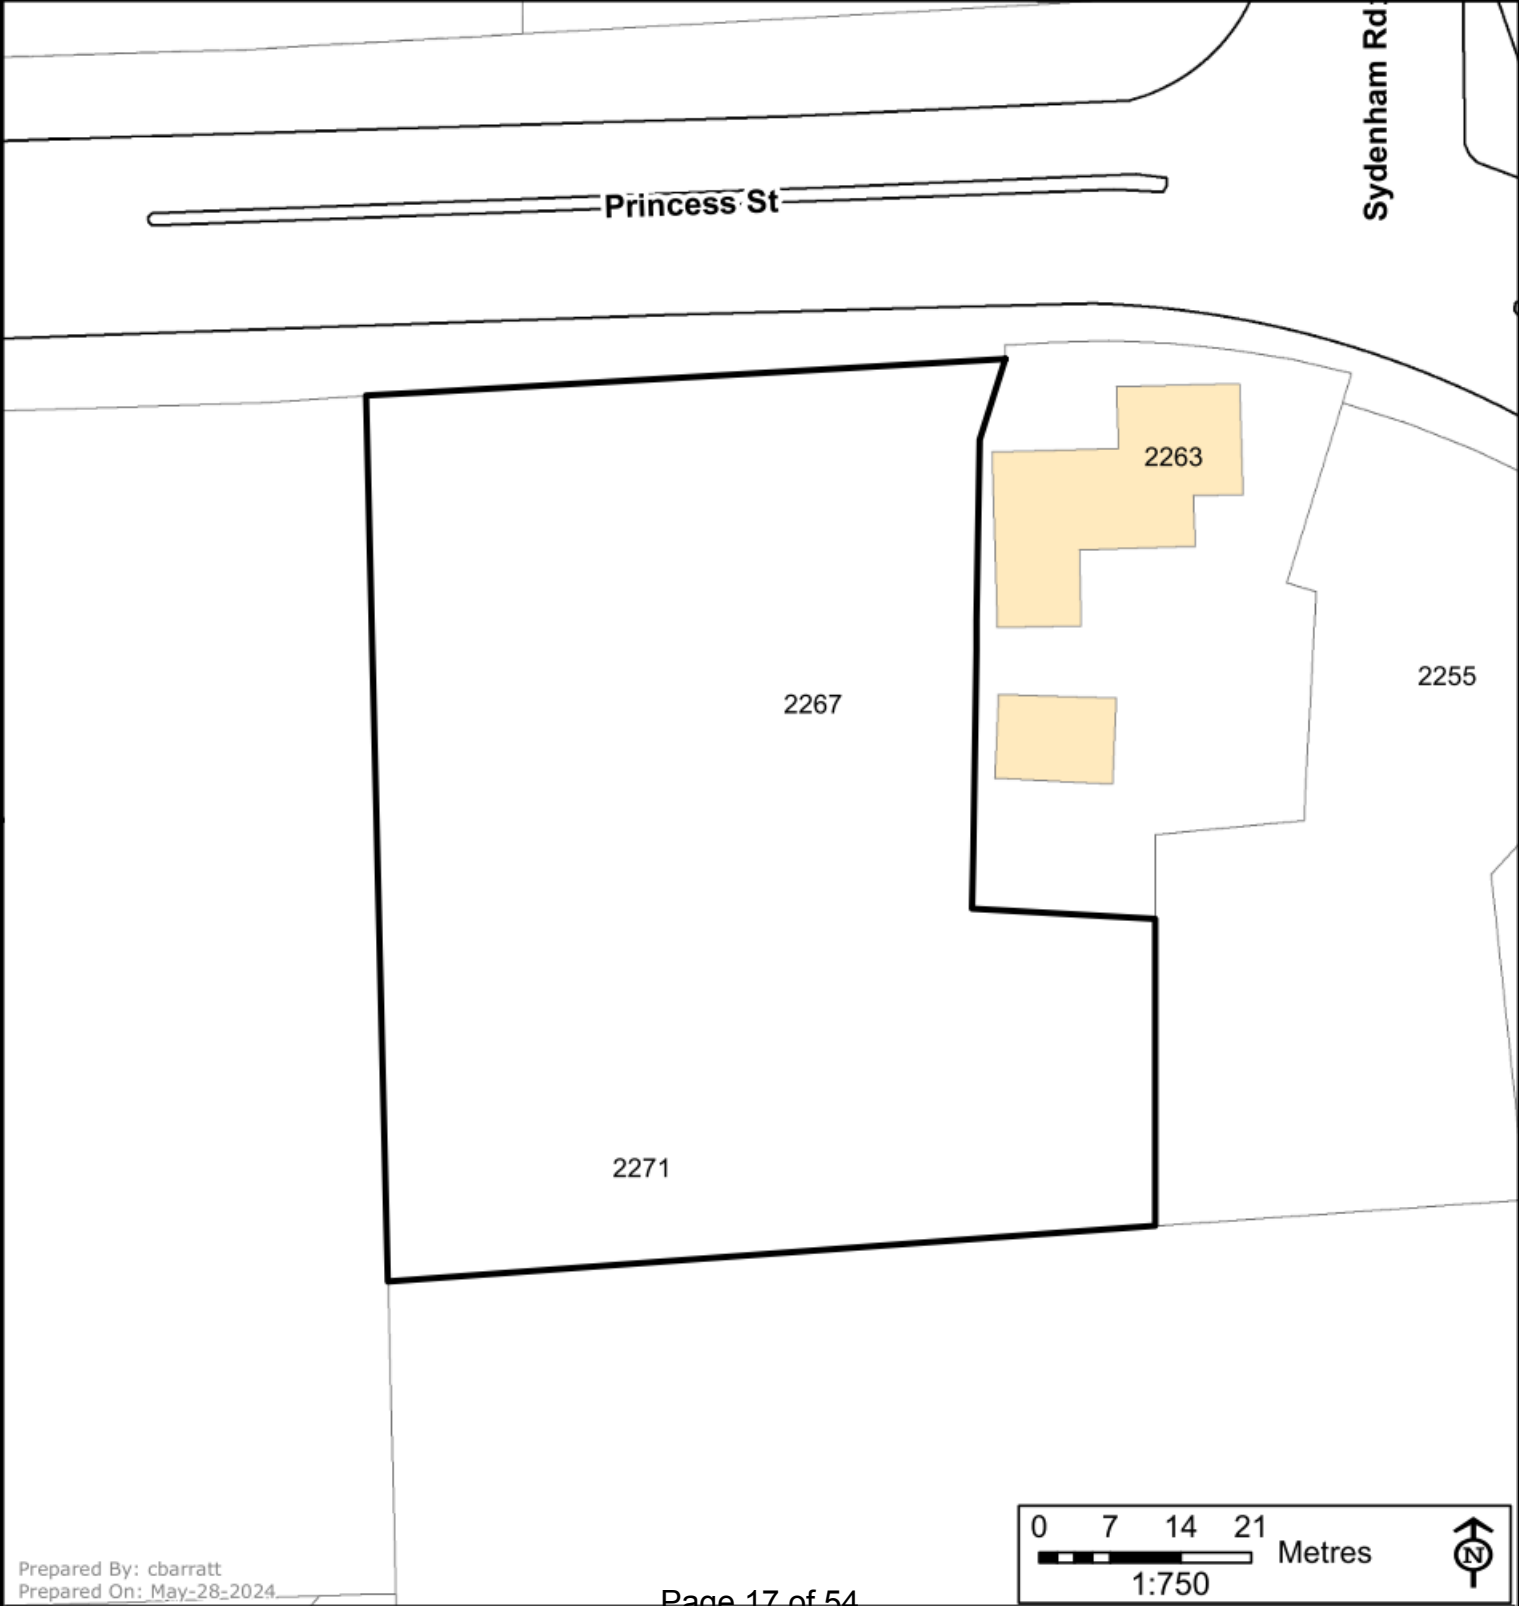 Sydenham Rd
Princess St
2263
2255
2267
2271
0 7 14 21
Metres
1:750
N
Prepared By: cbarratt
Prepared On: May-28-2024
Page 17 of 54